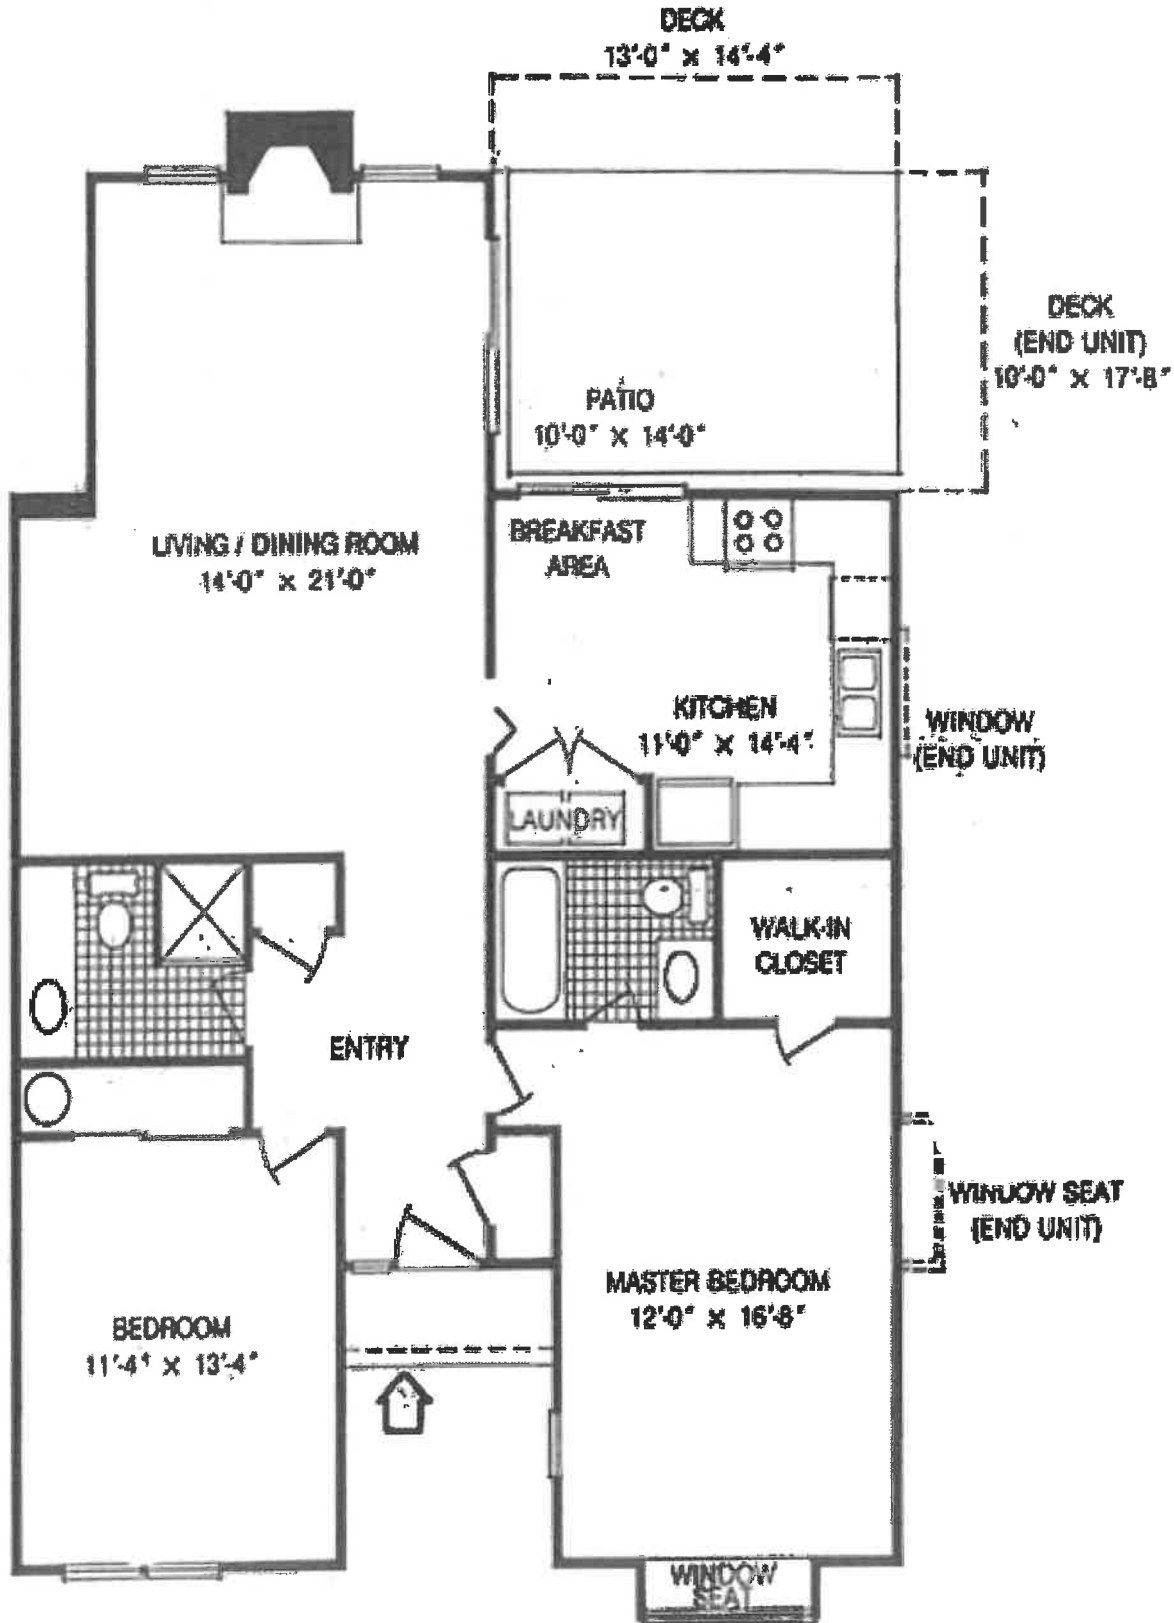 DECK
13'-0" x 14'-4"
DECK
(END UNIT)
10'-0" x 17'-8"
PATIO
10'-0" x 14'-0"
LIVING / DINING ROOM
14'-0" x 21'-0"
BREAKFAST
AREA
KITCHEN
11'-0" x 14'-4"
WINDOW
(END UNIT)
LAUNDRY
WALK-IN
CLOSET
ENTRY
WINDOW SEAT
(END UNIT)
MASTER BEDROOM
12'-0" x 16'-8"
BEDROOM
11'-4" x 13'-4"
WINDOW
SEAT